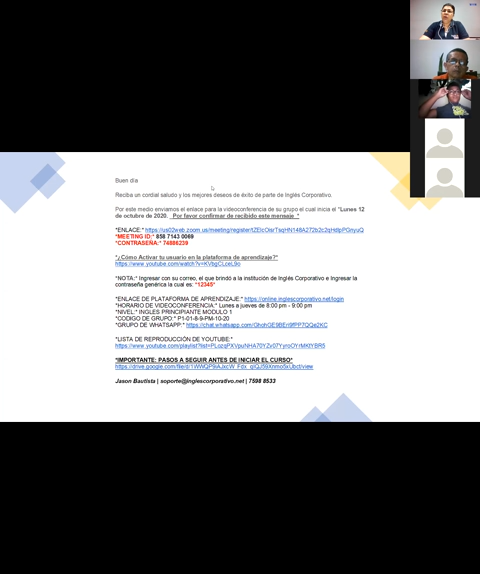 Buen dia
Reciba un cordial saludo y los mejores deseos de éxito de parte de Inglés Corporativo.
Por este medio enviamos el enlace para la videoconferencia de su grupo el cual inicia el "Lunes 12
de octubre de 2020. _Por favor confirmar de recibido este mensaje_*
*ENLACE:*
*MEETING ID:* 858 7143 0069
*CONTRASEÑA:* 74886239
*¿Cómo Activar tu usuario en la plataforma de aprendizaje?*
*NOTA:* Ingresar con su correo, el que brindó a la institución de Inglés Corporativo e Ingresar la
contraseña genérica la cual es: *12345*
*ENLACE DE PLATAFORMA DE APRENDIZAJE:* https://online.inglescorporativo.net/login
*HORARIO DE VIDEOCONFERENCIA:* Lunes a jueves de 8:00 pm - 9:00 pm
*NIVEL:* INGLÉS PRINCIPIANTE MODULO 1
*CODIGO DE GRUPO:* P1-01-8-9-PM-10-20
*GRUPO DE WHATSAPP:*
*LISTA DE REPRODUCCIÓN DE YOUTUBE:*
*IMPORTANTE: PASOS A SEGUIR ANTES DE INICIAR EL CURSO*
Jason Bautista | soporte@inglescorporativo.net | 7598 8533